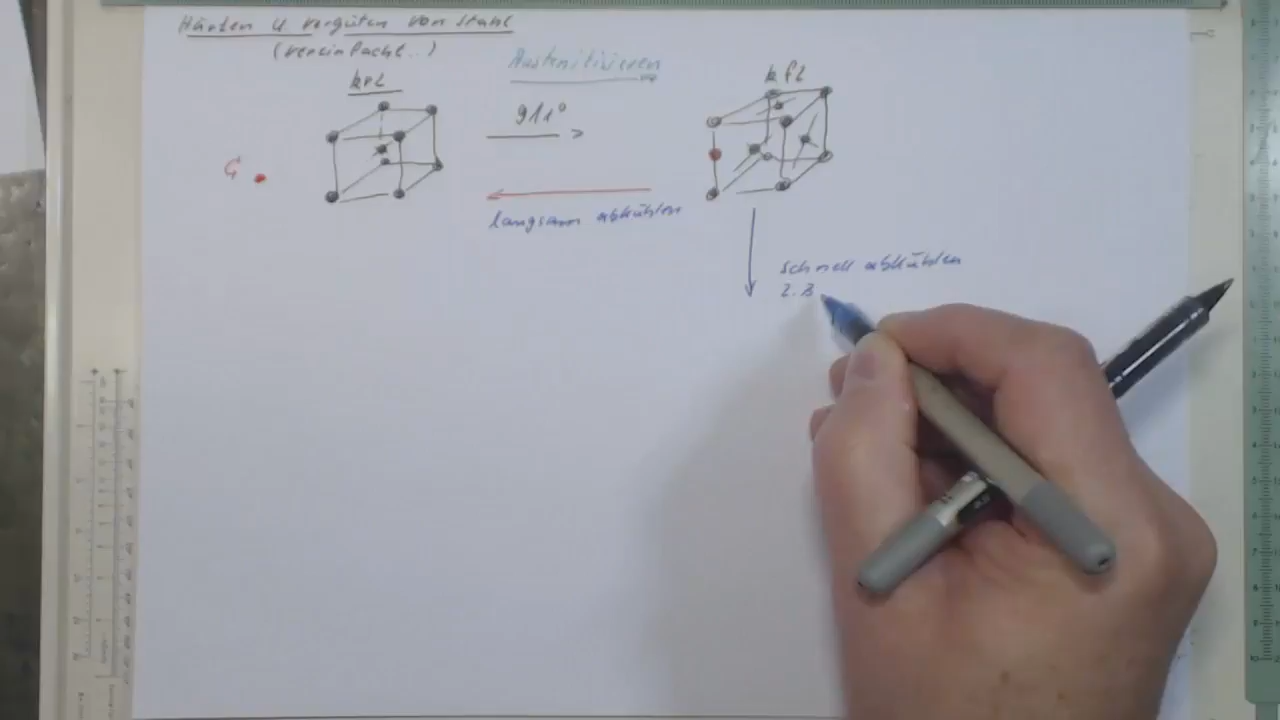 Härten u. vergüten von Stahl
(vereinfacht..)
krz
Austenitisieren
kfz
911°
C
langsam abkühlen
schnell abkühlen
z.B